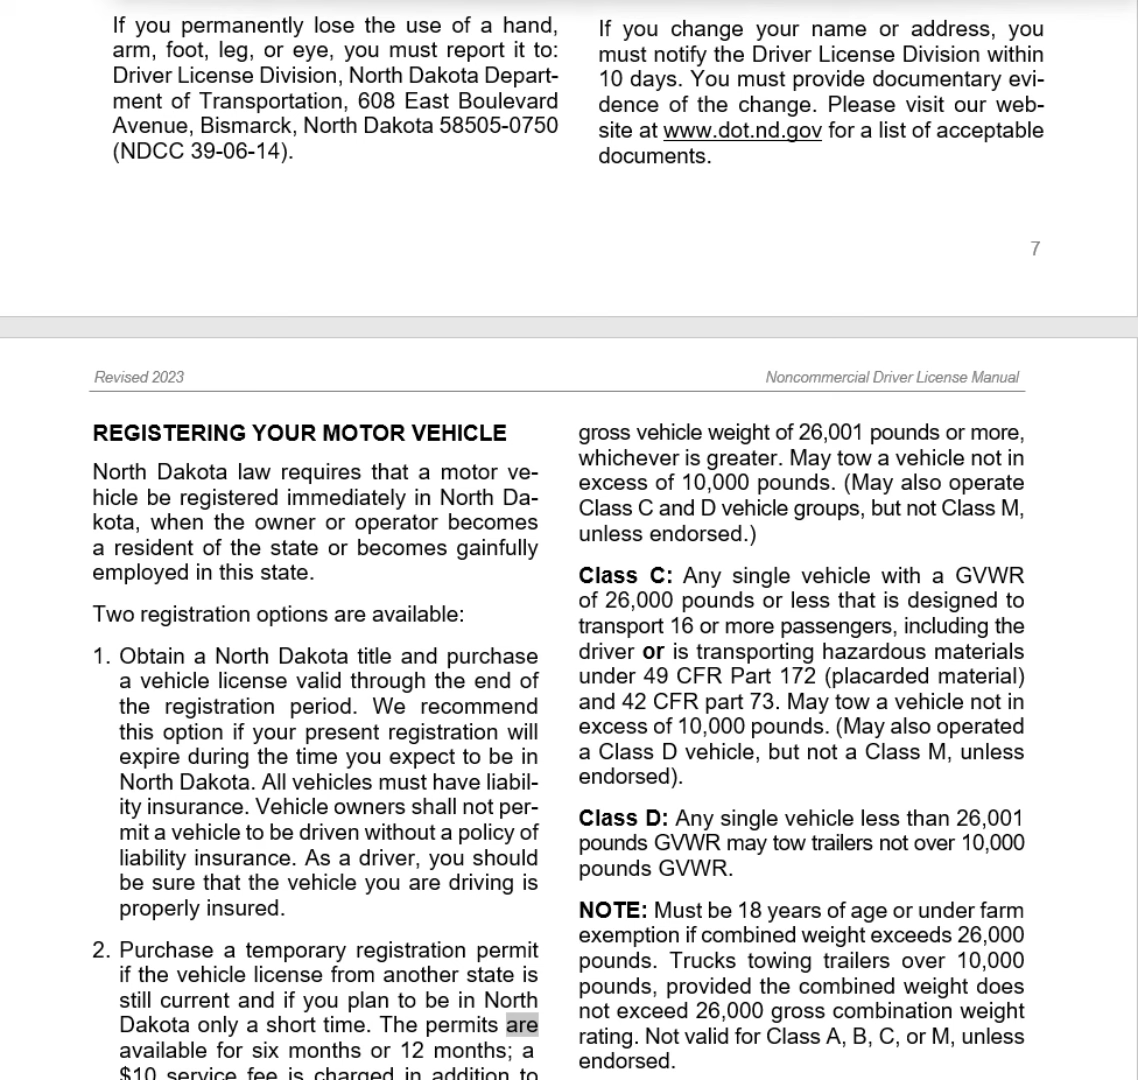 If you permanently lose the use of a hand,
arm, foot, leg, or eye, you must report it to:
Driver License Division, North Dakota Depart-
ment of Transportation, 608 East Boulevard
Avenue, Bismarck, North Dakota 58505-0750
(NDCC 39-06-14).
If you change your name or address, you
must notify the Driver License Division within
10 days. You must provide documentary evi-
dence of the change. Please visit our web-
site at www.dot.nd.gov for a list of acceptable
documents.
7
Revised 2023
Noncommercial Driver License Manual
REGISTERING YOUR MOTOR VEHICLE
North Dakota law requires that a motor ve-
hicle be registered immediately in North Da-
kota, when the owner or operator becomes
a resident of the state or becomes gainfully
employed in this state.
Two registration options are available:
1. Obtain a North Dakota title and purchase
a vehicle license valid through the end of
the registration period. We recommend
this option if your present registration will
expire during the time you expect to be in
North Dakota. All vehicles must have liabil-
ity insurance. Vehicle owners shall not per-
mit a vehicle to be driven without a policy of
liability insurance. As a driver, you should
be sure that the vehicle you are driving is
properly insured.
2. Purchase a temporary registration permit
if the vehicle license from another state is
still current and if you plan to be in North
Dakota only a short time. The permits are
available for six months or 12 months; a
$10 service fee is charged in addition to
gross vehicle weight of 26,001 pounds or more,
whichever is greater. May tow a vehicle not in
excess of 10,000 pounds. (May also operate
Class C and D vehicle groups, but not Class M,
unless endorsed.)
Class C: Any single vehicle with a GVWR
of 26,000 pounds or less that is designed to
transport 16 or more passengers, including the
driver or is transporting hazardous materials
under 49 CFR Part 172 (placarded material)
and 42 CFR part 73. May tow a vehicle not in
excess of 10,000 pounds. (May also operated
a Class D vehicle, but not a Class M, unless
endorsed).
Class D: Any single vehicle less than 26,001
pounds GVWR may tow trailers not over 10,000
pounds GVWR.
NOTE: Must be 18 years of age or under farm
exemption if combined weight exceeds 26,000
pounds. Trucks towing trailers over 10,000
pounds, provided the combined weight does
not exceed 26,000 gross combination weight
rating. Not valid for Class A, B, C, or M, unless
endorsed.